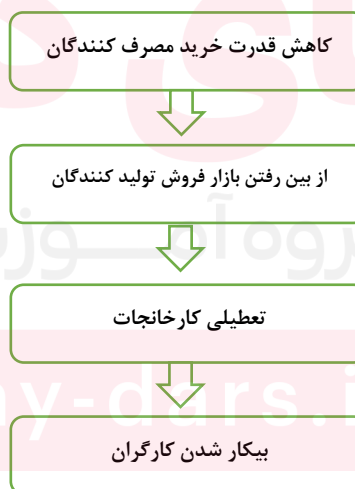 کاهش قدرت خرید مصرف کنندگان
از بین رفتن بازار فروش تولید کنندگان
تعطیلی کارخانجات
بیکار شدن کارگران